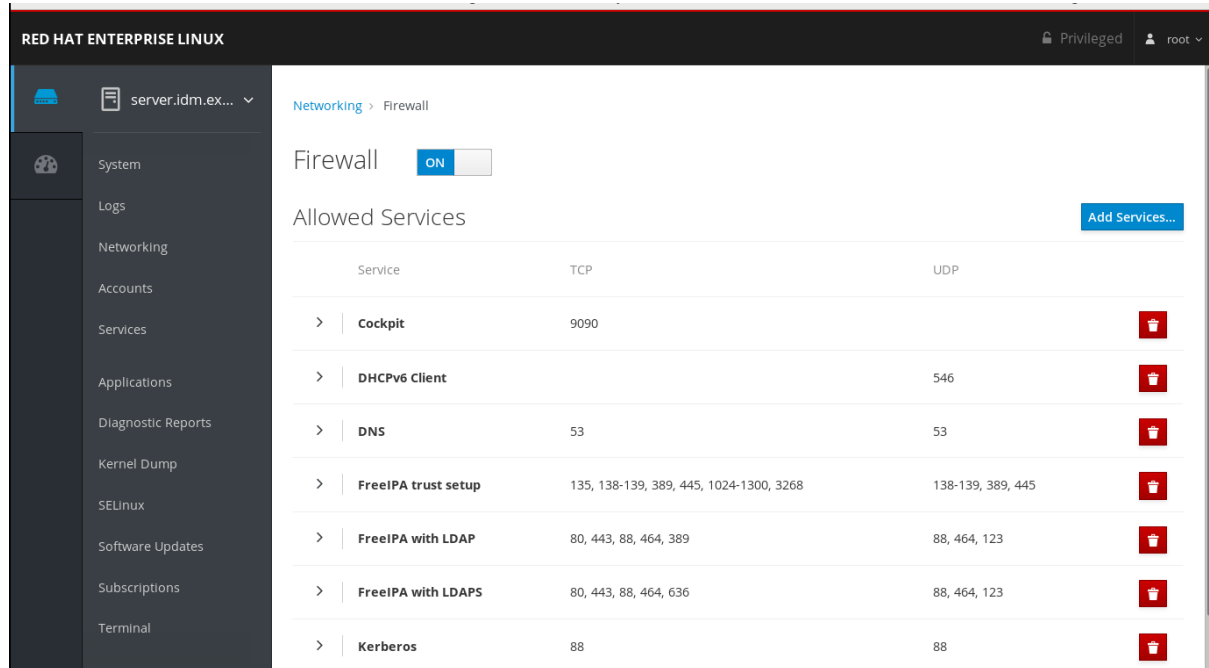 RED HAT ENTERPRISE LINUX
Privileged
root
server.idm.ex...
System
Logs
Networking
Accounts
Services
Applications
Diagnostic Reports
Kernel Dump
SELinux
Software Updates
Subscriptions
Terminal
Networking > Firewall
Firewall ON
Allowed Services
Add Services...
Service TCP UDP
Cockpit 9090
DHCPv6 Client 546
DNS 53 53
FreeIPA trust setup 135, 138-139, 389, 445, 1024-1300, 3268 138-139, 389, 445
FreeIPA with LDAP 80, 443, 88, 464, 389 88, 464, 123
FreeIPA with LDAPS 80, 443, 88, 464, 636 88, 464, 123
Kerberos 88 88